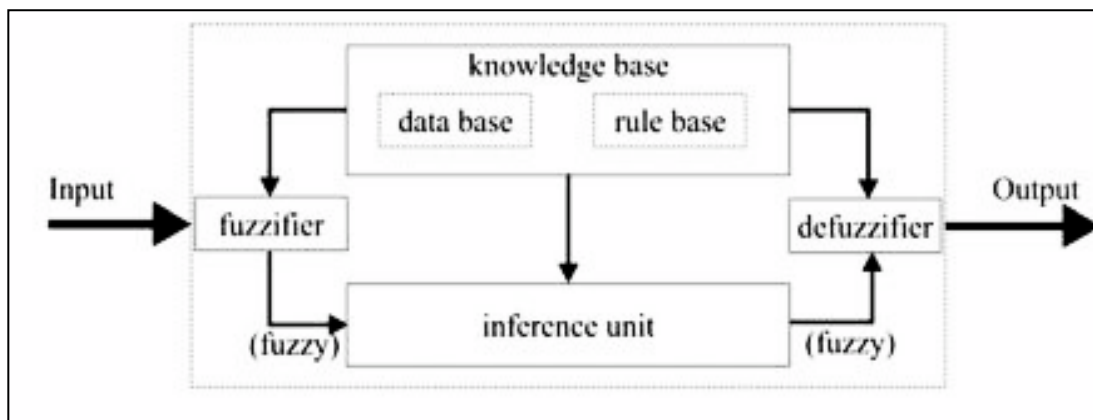 knowledge base
data base
rule base
Input
Output
fuzzifier
defuzzifier
inference unit
(fuzzy)
(fuzzy)